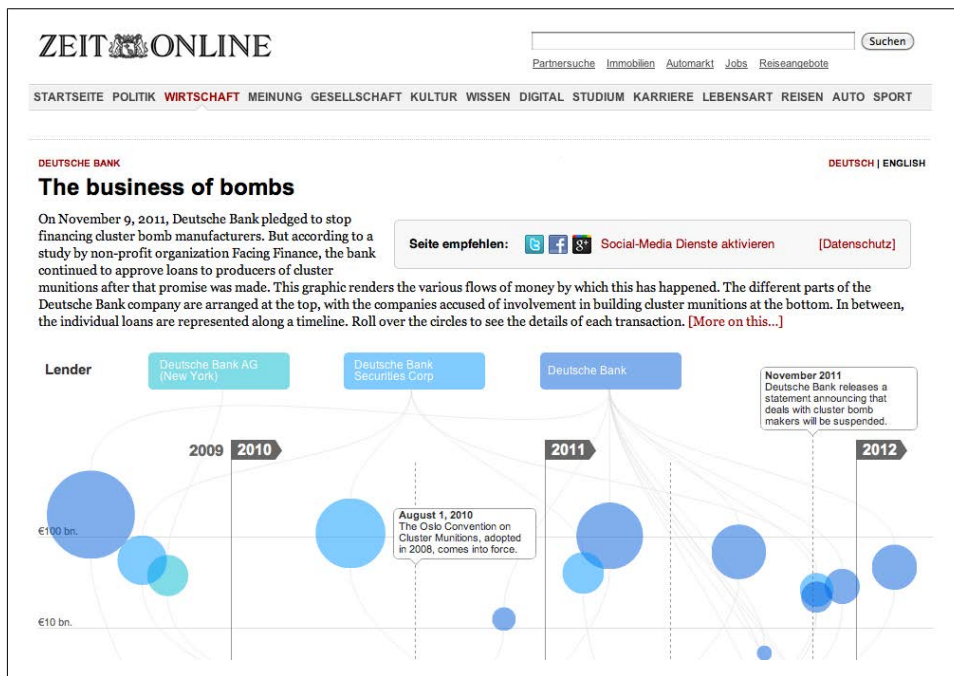 ZEIT ONLINE
Suchen
Partnersuche Immobilien Automarkt Jobs Reiseangebote
STARTSEITE POLITIK WIRTSCHAFT MEINUNG GESELLSCHAFT KULTUR WISSEN DIGITAL STUDIUM KARRIERE LEBENSART REISEN AUTO SPORT
DEUTSCHE BANK
DEUTSCH | ENGLISH
The business of bombs
On November 9, 2011, Deutsche Bank pledged to stop
financing cluster bomb manufacturers. But according to a
study by non-profit organization Facing Finance, the bank
continued to approve loans to producers of cluster
munitions after that promise was made. This graphic renders the various flows of money by which this has happened. The different parts of the
Deutsche Bank company are arranged at the top, with the companies accused of involvement in building cluster munitions at the bottom. In between,
the individual loans are represented along a timeline. Roll over the circles to see the details of each transaction. [More on this...]
Seite empfehlen: Social-Media Dienste aktivieren [Datenschutz]
Lender
Deutsche Bank AG
(New York)
Deutsche Bank
Securities Corp
Deutsche Bank
November 2011
Deutsche Bank releases a
statement announcing that
deals with cluster bomb
makers will be suspended.
2009 2010
2011
2012
August 1, 2010
The Oslo Convention on
Cluster Munitions, adopted
in 2008, comes into force.
€100 bn.
€10 bn.